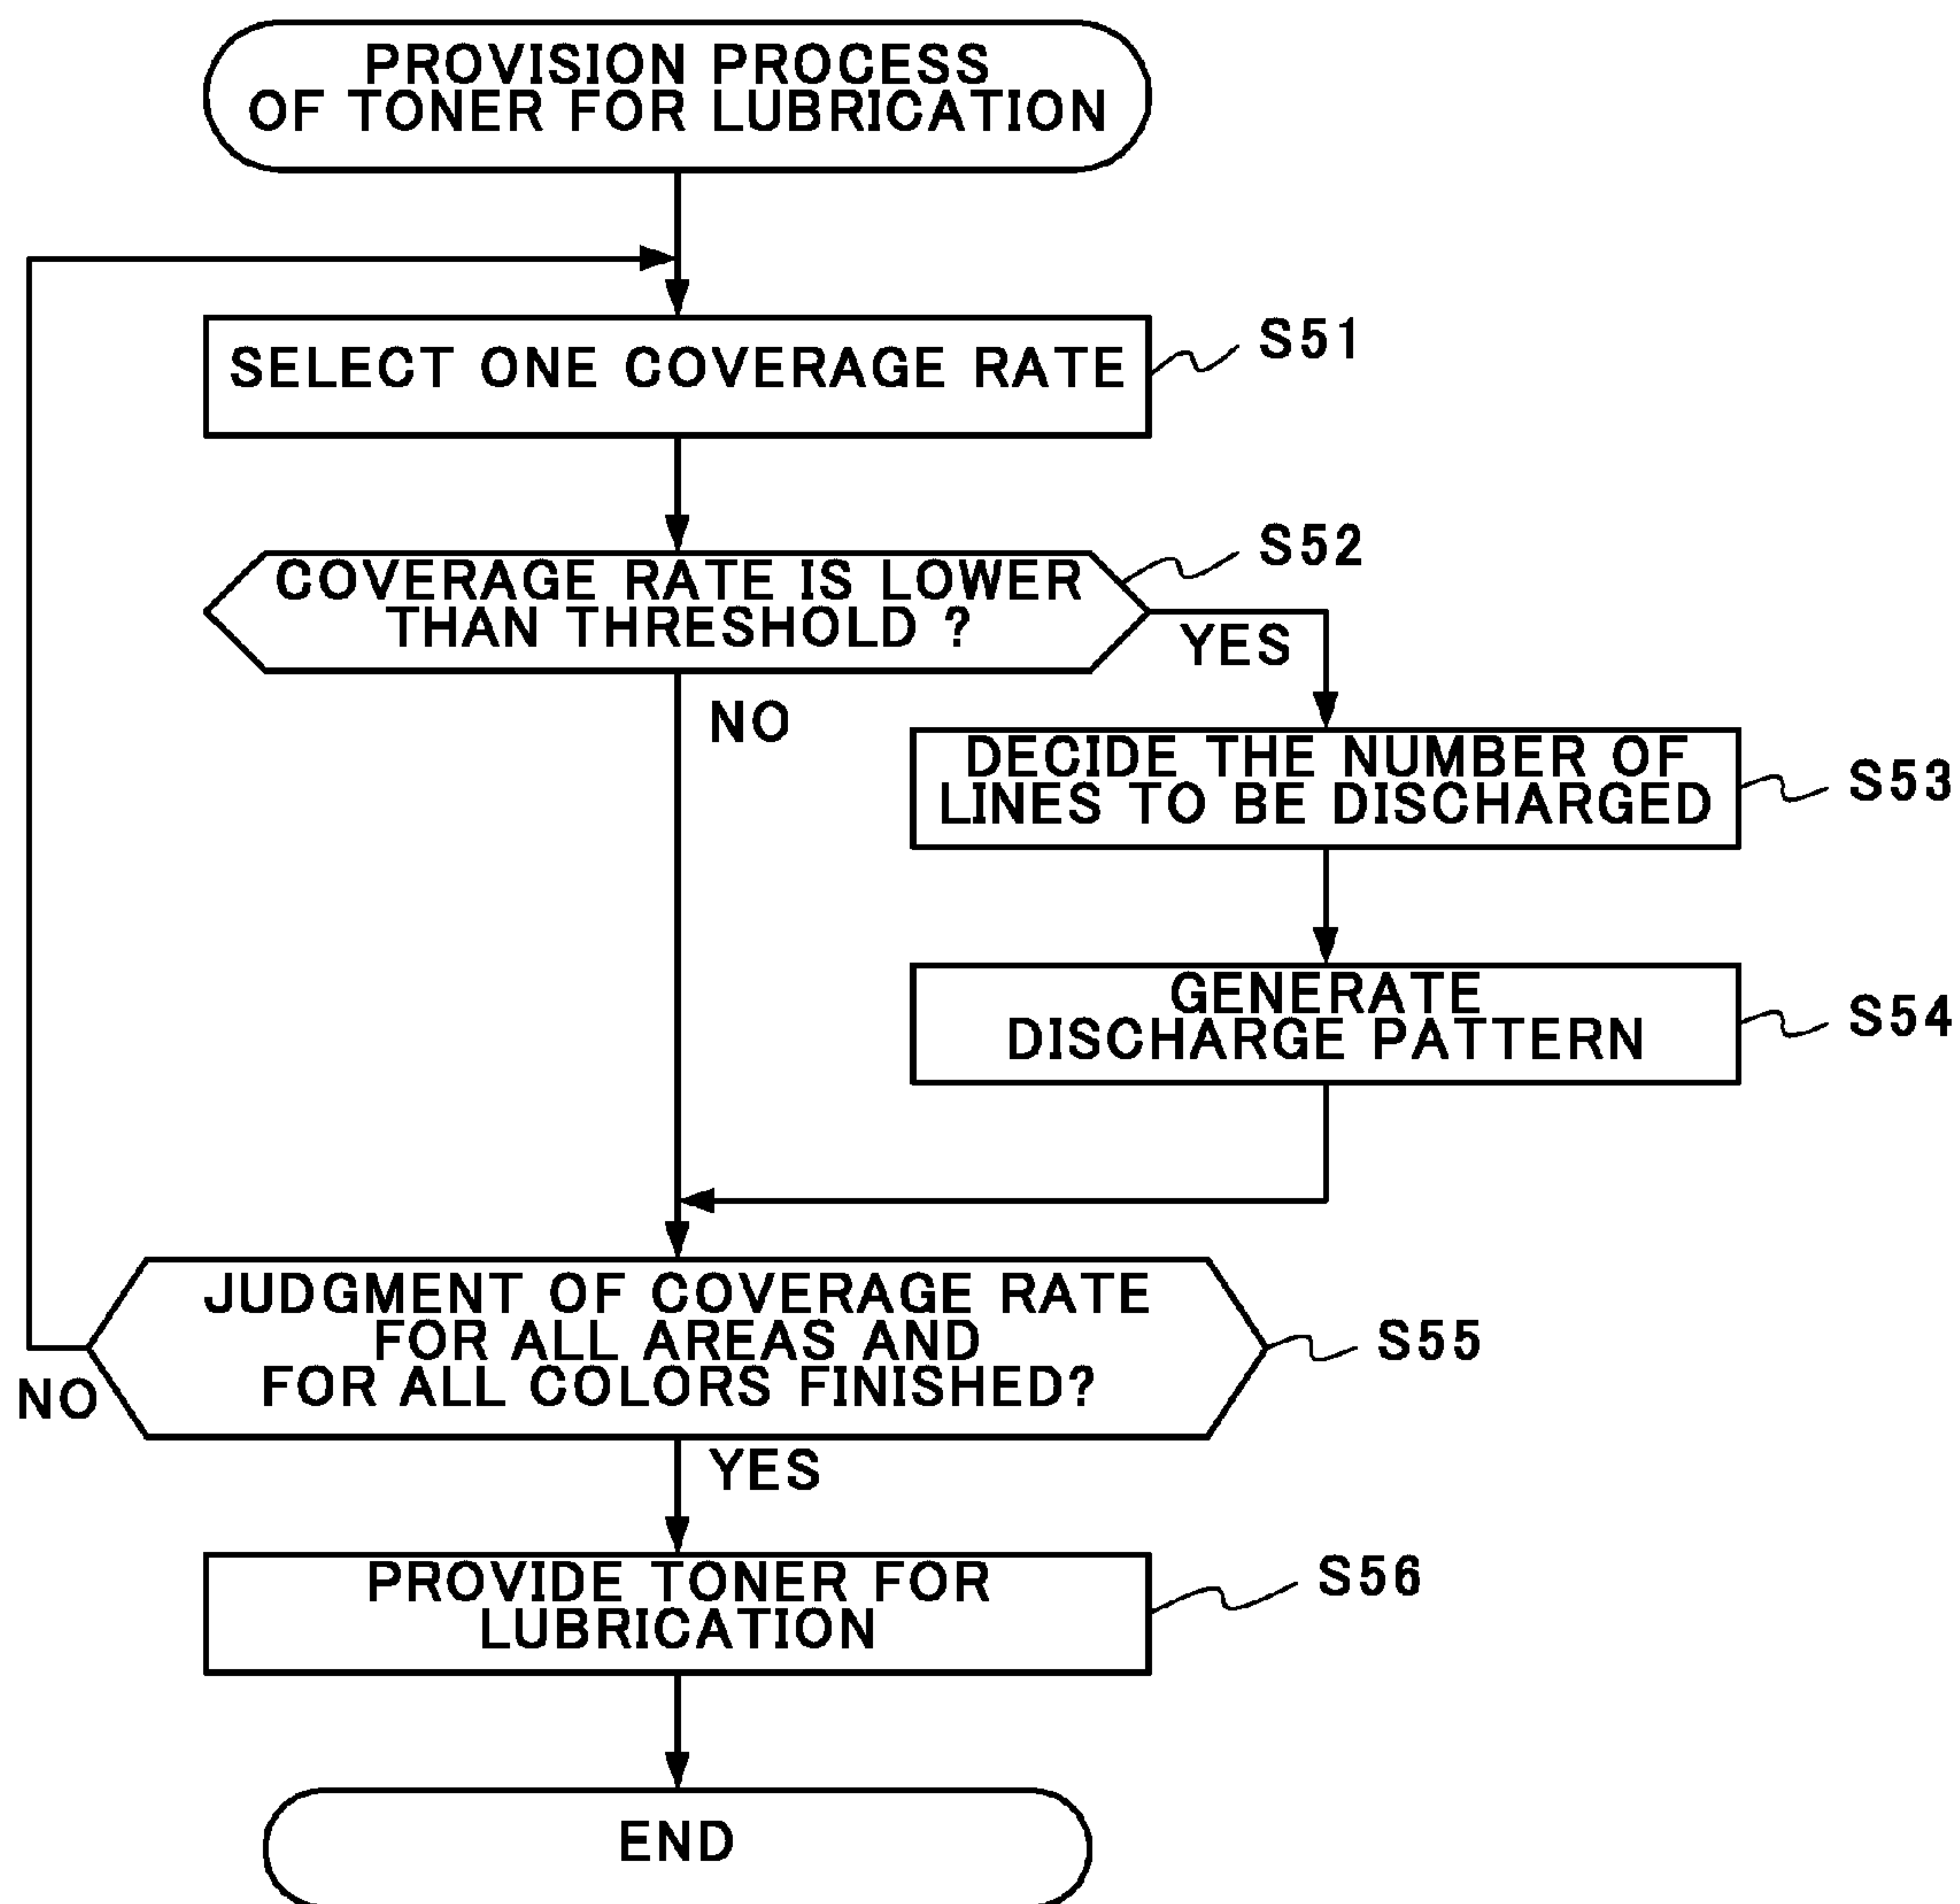 PROVISION PROCESS
OF TONER FOR LUBRICATION
SELECT ONE COVERAGE RATE
S51
COVERAGE RATE IS LOWER
THAN THRESHOLD ?
S52
YES
NO
DECIDE THE NUMBER OF
LINES TO BE DISCHARGED
S53
GENERATE
DISCHARGE PATTERN
S54
JUDGMENT OF COVERAGE RATE
FOR ALL AREAS AND
FOR ALL COLORS FINISHED?
S55
NO
YES
PROVIDE TONER FOR
LUBRICATION
S56
END